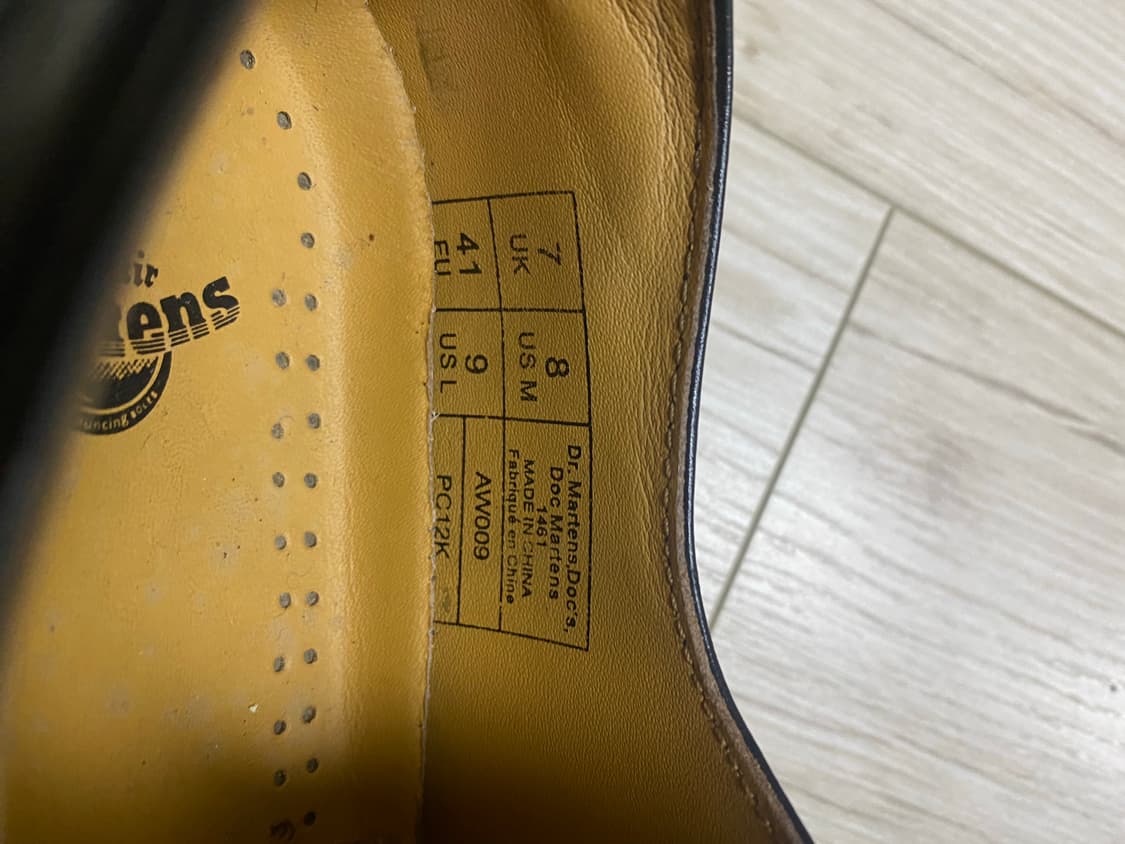 7
UK
8
US M
41
EU
9
US L
Dr.Martens,Doc's,
Doc Martens
1461
MADE IN CHINA
Fabriqué en Chine
AW009
PC12K